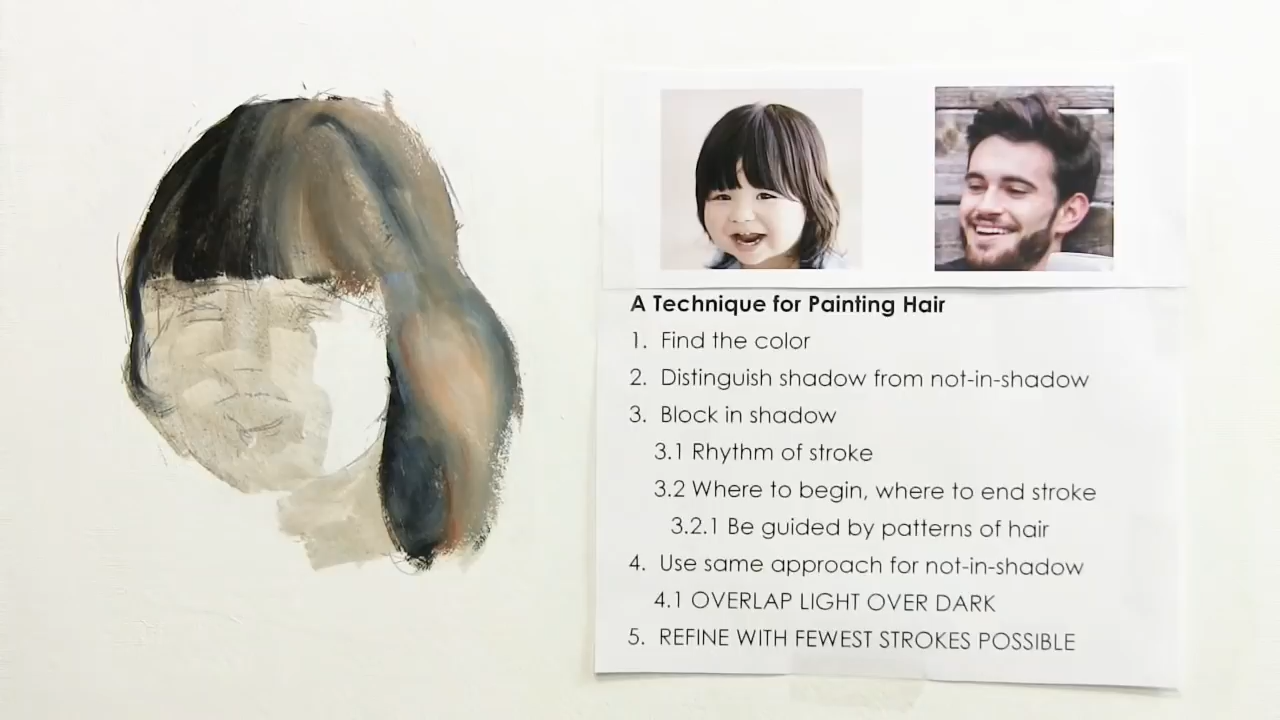 A Technique for Painting Hair
1. Find the color
2. Distinguish shadow from not-in-shadow
3. Block in shadow
3.1 Rhythm of stroke
3.2 Where to begin, where to end stroke
3.2.1 Be guided by patterns of hair
4. Use same approach for not-in-shadow
4.1 OVERLAP LIGHT OVER DARK
5. REFINE WITH FEWEST STROKES POSSIBLE